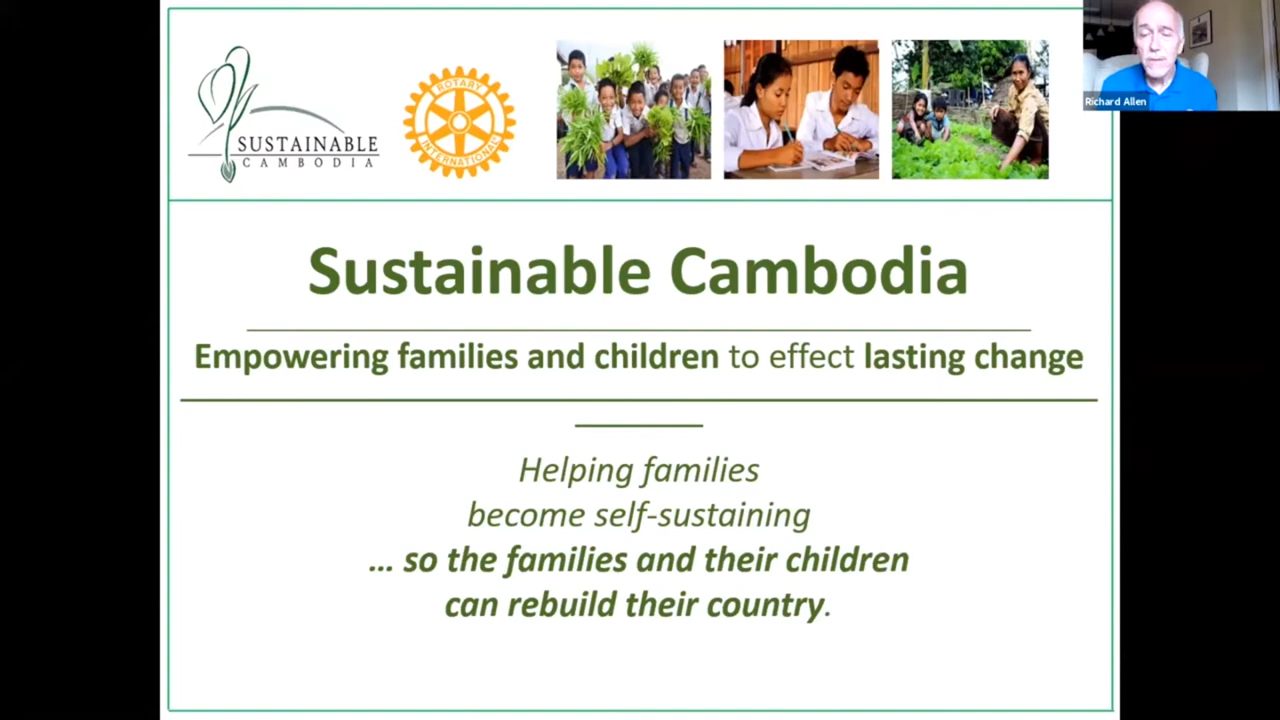 SUSTAINABLE
CAMBODIA
ROTARY
INTERNATIONAL
Richard Allen
Sustainable Cambodia
Empowering families and children to effect lasting change
Helping families
become self-sustaining
... so the families and their children
can rebuild their country.